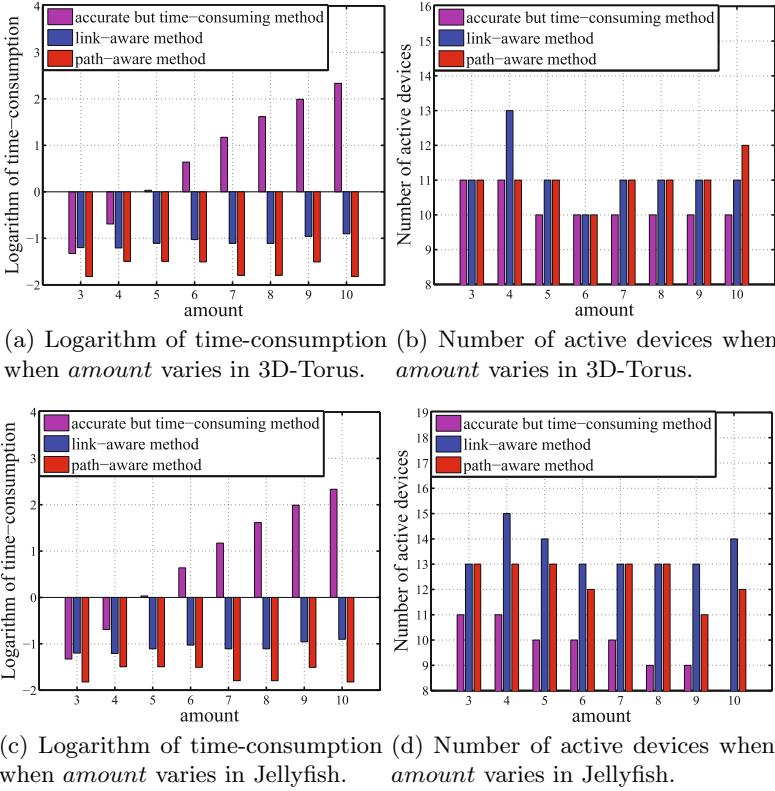 accurate but time−consuming method
link−aware method
path−aware method
Logarithm of time−consumption
4
3
2
1
0
−1
−2
3 4 5 6 7 8 9 10
amount
accurate but time−consuming method
link−aware method
path−aware method
Number of active devices
16
15
14
13
12
11
10
9
8
3 4 5 6 7 8 9 10
amount
(a) Logarithm of time-consumption
when amount varies in 3D-Torus.
(b) Number of active devices when
amount varies in 3D-Torus.
accurate but time−consuming method
link−aware method
path−aware method
Logarithm of time−consumption
4
3
2
1
0
−1
−2
3 4 5 6 7 8 9 10
amount
accurate but time−consuming method
link−aware method
path−aware method
Number of active devices
19
18
17
16
15
14
13
12
11
10
9
8
3 4 5 6 7 8 9 10
amount
(c) Logarithm of time-consumption
when amount varies in Jellyfish.
(d) Number of active devices when
amount varies in Jellyfish.